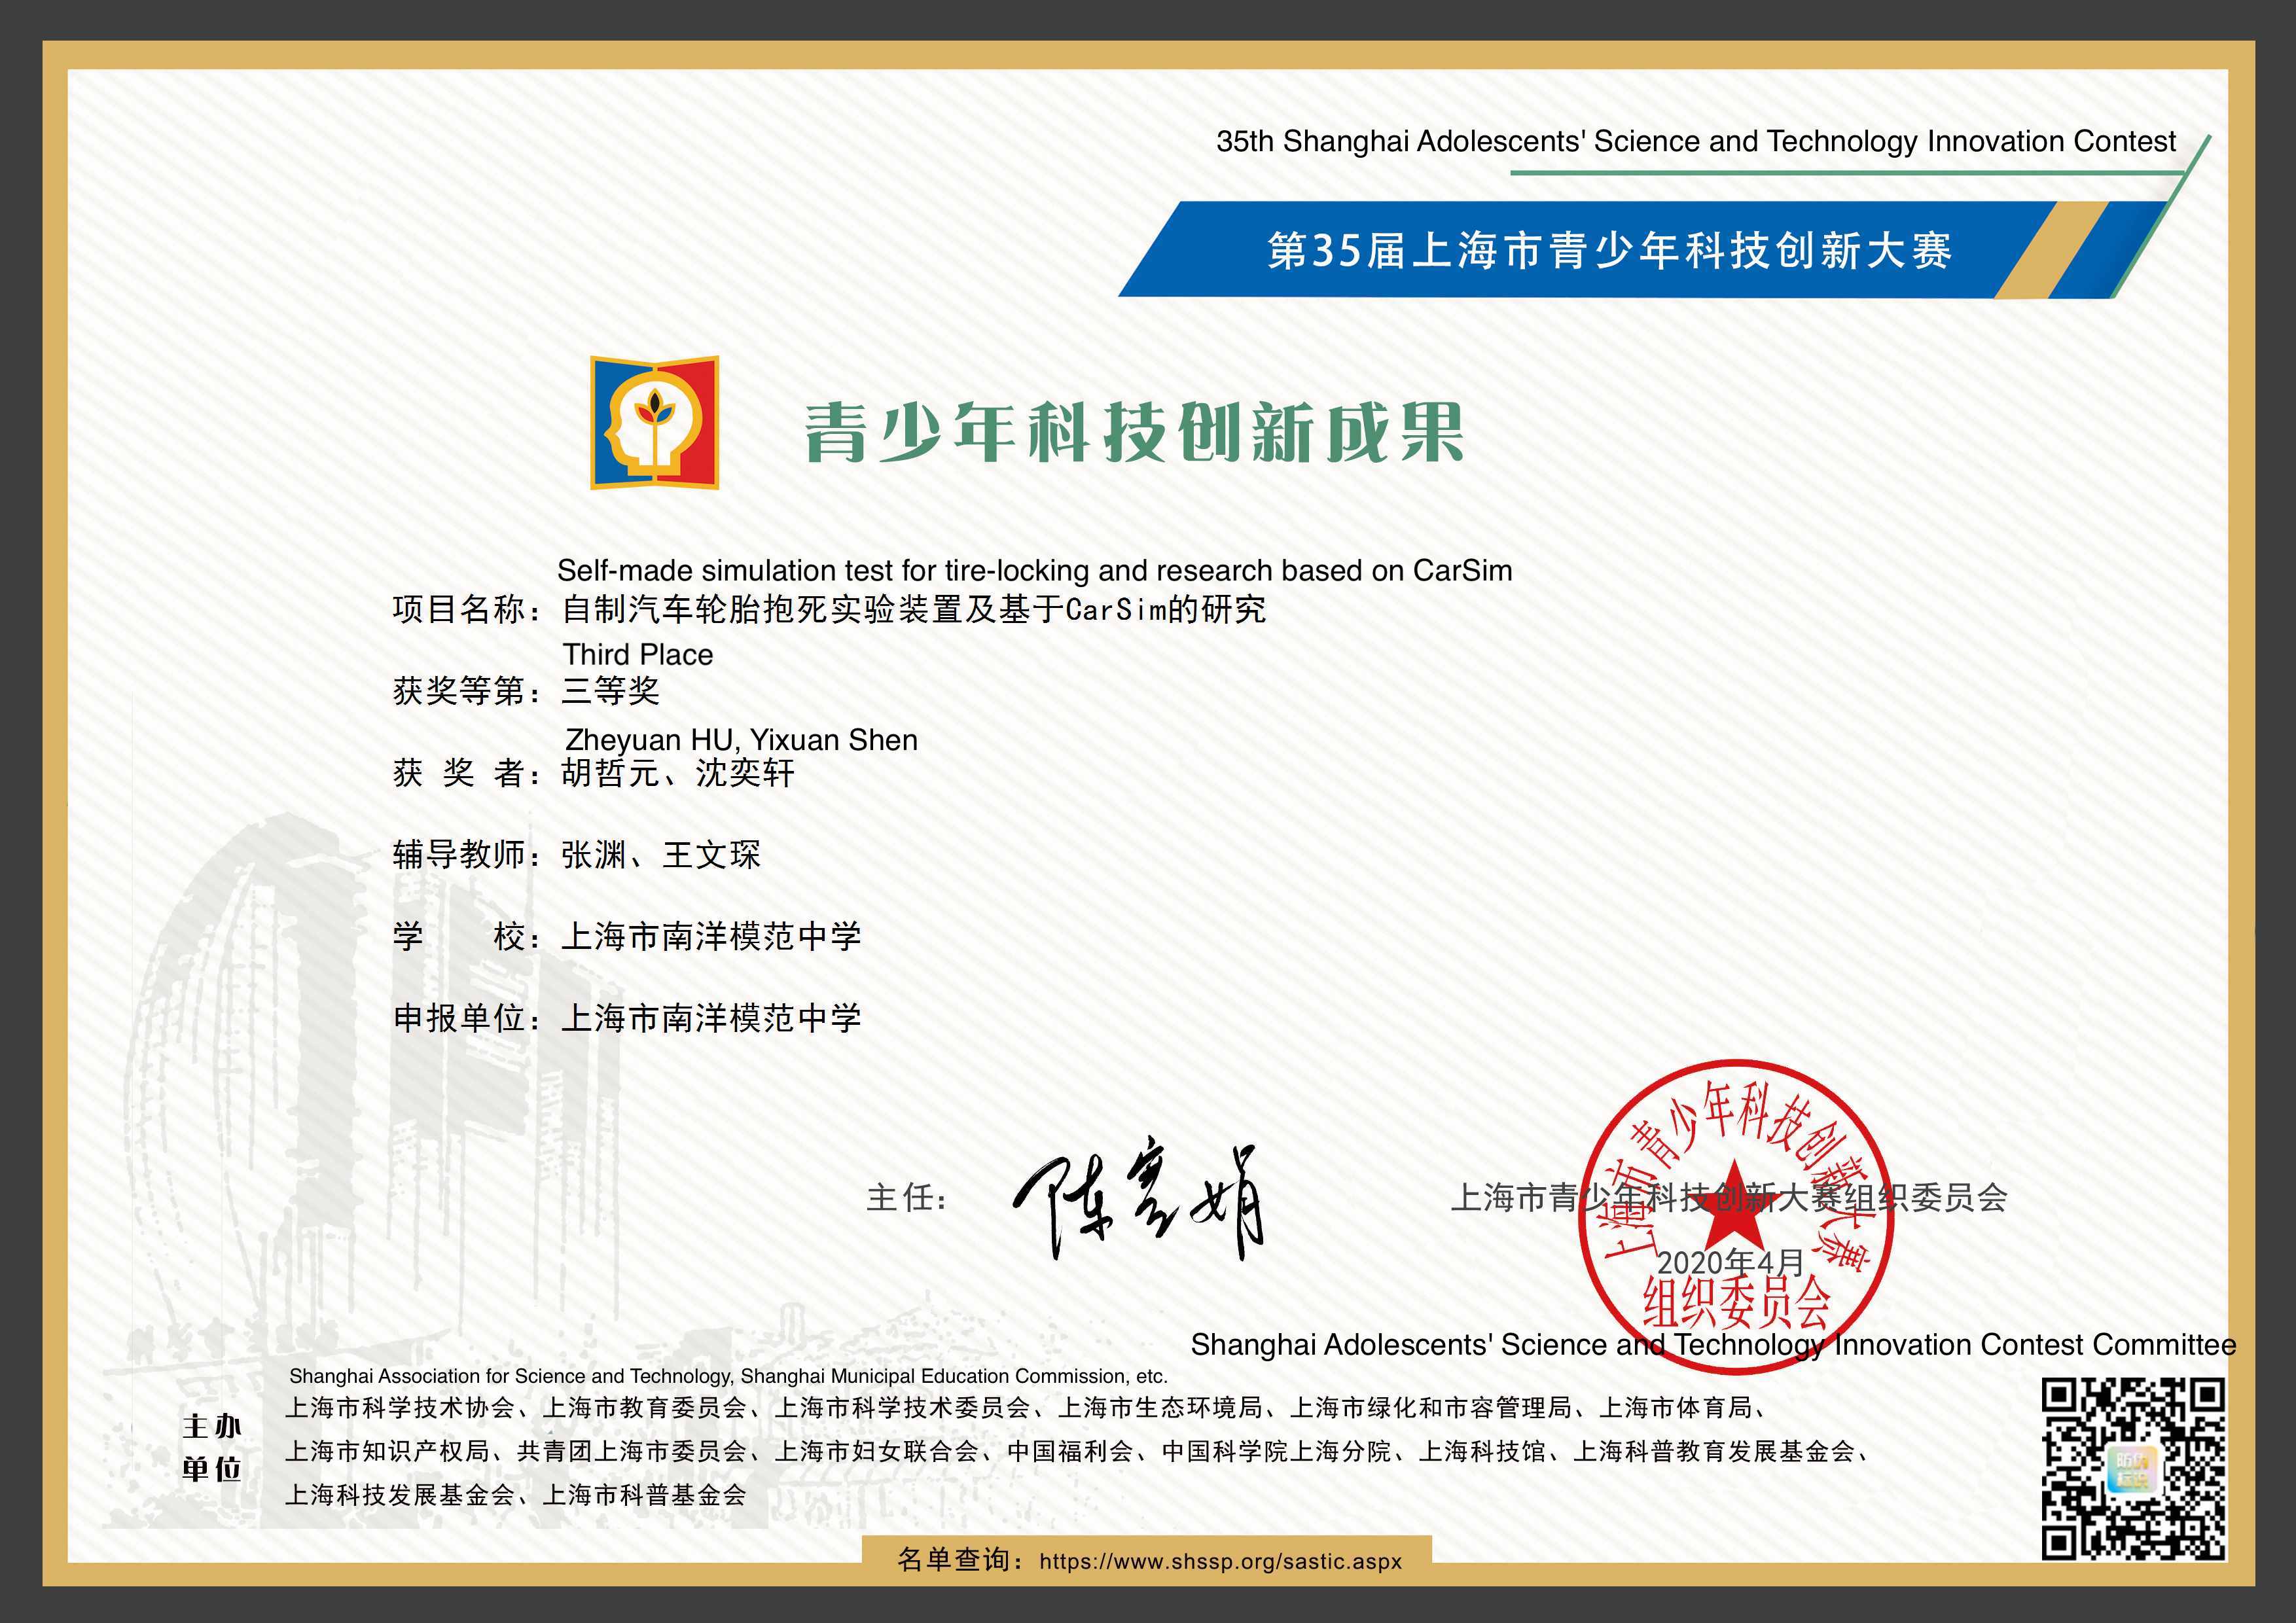 35th Shanghai Adolescents' Science and Technology Innovation Contest
第35届上海市青少年科技创新大赛
青少年科技创新成果
Self-made simulation test for tire-locking and research based on CarSim
项目名称：自制汽车轮胎抱死实验装置及基于CarSim的研究
Third Place
获奖等第：三等奖
Zheyuan HU, Yixuan Shen
获奖者：胡哲元、沈奕轩
辅导教师：张渊、王文琛
学校：上海市南洋模范中学
申报单位：上海市南洋模范中学
上海市青少年科技创新大赛
组织委员会
主任：
上海市青少年科技创新大赛组织委员会
2020年4月
Shanghai Adolescents' Science and Technology Innovation Contest Committee
Shanghai Association for Science and Technology, Shanghai Municipal Education Commission, etc.
主办
单位
上海市科学技术协会、上海市教育委员会、上海市科学技术委员会、上海市生态环境局、上海市绿化和市容管理局、上海市体育局、
上海市知识产权局、共青团上海市委员会、上海市妇女联合会、中国福利会、中国科学院上海分院、上海科技馆、上海科普教育发展基金会、
上海科技发展基金会、上海市科普基金会
名单查询：https://www.shssp.org/sastic.aspx